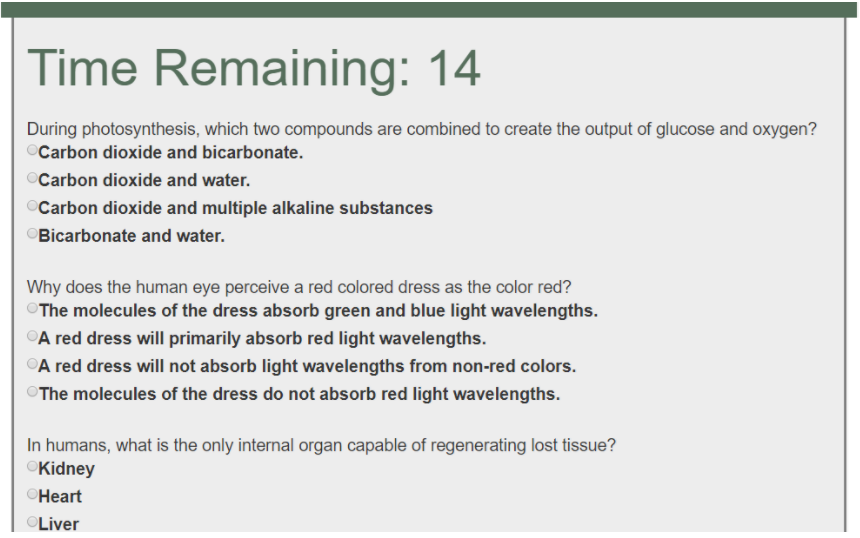 Time Remaining: 14
During photosynthesis, which two compounds are combined to create the output of glucose and oxygen?
Carbon dioxide and bicarbonate.
Carbon dioxide and water.
Carbon dioxide and multiple alkaline substances
Bicarbonate and water.
Why does the human eye perceive a red colored dress as the color red?
The molecules of the dress absorb green and blue light wavelengths.
A red dress will primarily absorb red light wavelengths.
A red dress will not absorb light wavelengths from non-red colors.
The molecules of the dress do not absorb red light wavelengths.
In humans, what is the only internal organ capable of regenerating lost tissue?
Kidney
Heart
Liver